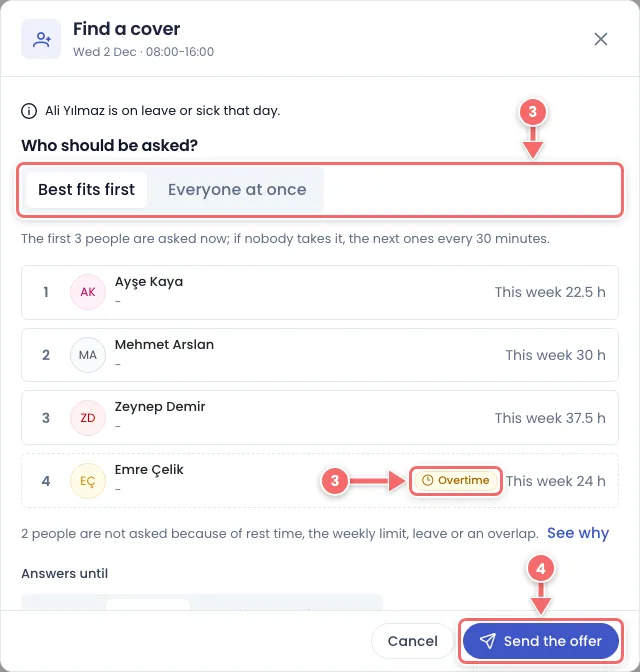 Find a cover
Wed 2 Dec · 08:00-16:00
Ali Yılmaz is on leave or sick that day.
3
Who should be asked?
Best fits first
Everyone at once
The first 3 people are asked now; if nobody takes it, the next ones every 30 minutes.
1
AK
Ayşe Kaya
-
This week 22.5 h
2
MA
Mehmet Arslan
-
This week 30 h
3
ZD
Zeynep Demir
-
This week 37.5 h
4
EÇ
Emre Çelik
-
3
Overtime
This week 24 h
2 people are not asked because of rest time, the weekly limit, leave or an overlap. See why
Answers until
4
Cancel
Send the offer